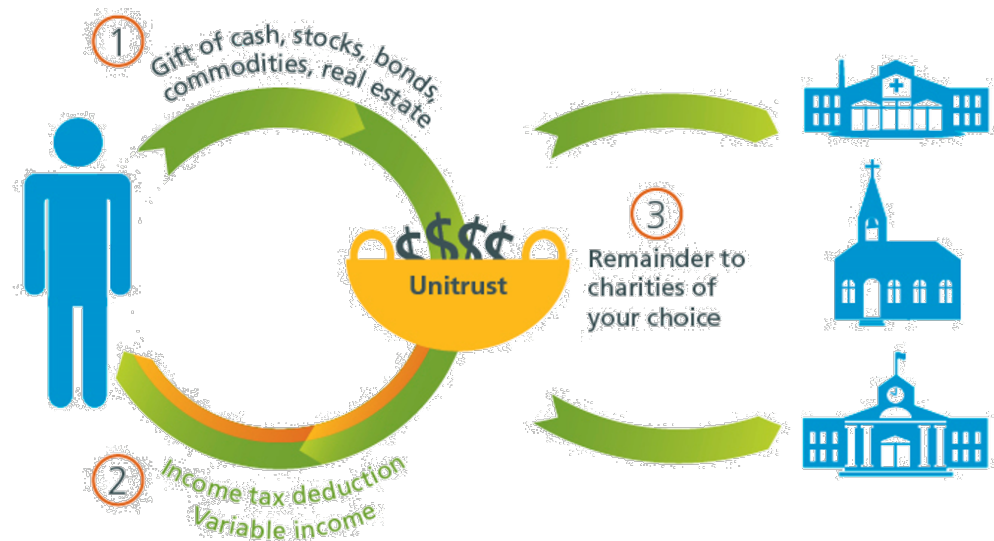 1
Gift of cash, stocks, bonds,
commodities, real estate
$$$$
Unitrust
2
Income tax deduction
Variable income
3
Remainder to
charities of
your choice